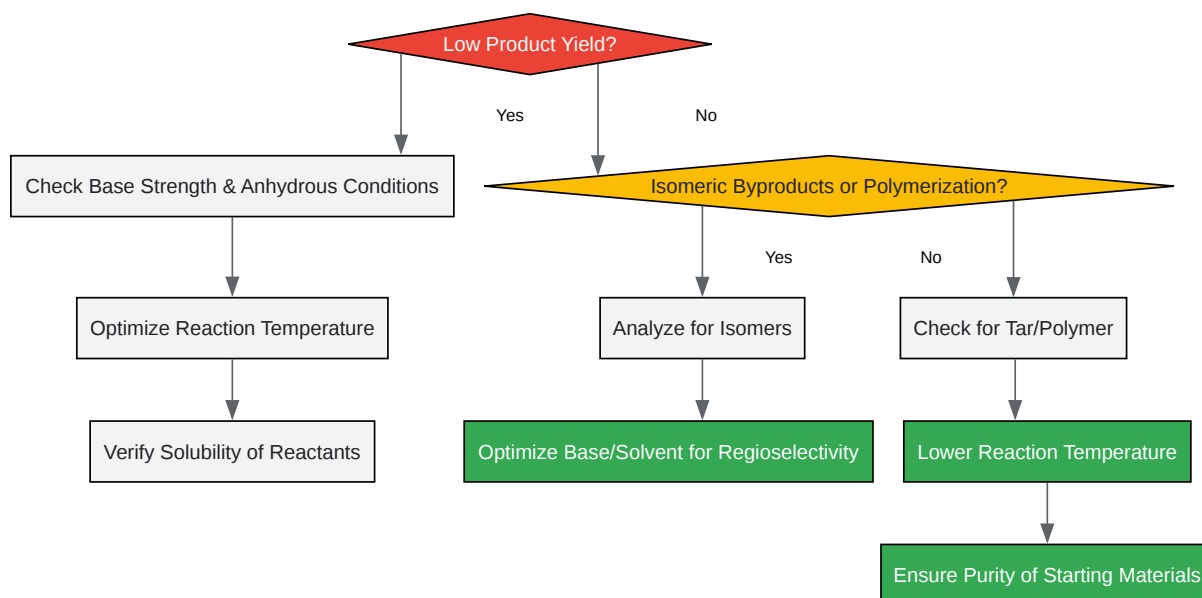 Low Product Yield?
Yes
No
Check Base Strength & Anhydrous Conditions
Isomeric Byproducts or Polymerization?
Yes
No
Optimize Reaction Temperature
Analyze for Isomers
Check for Tar/Polymer
Verify Solubility of Reactants
Optimize Base/Solvent for Regioselectivity
Lower Reaction Temperature
Ensure Purity of Starting Materials